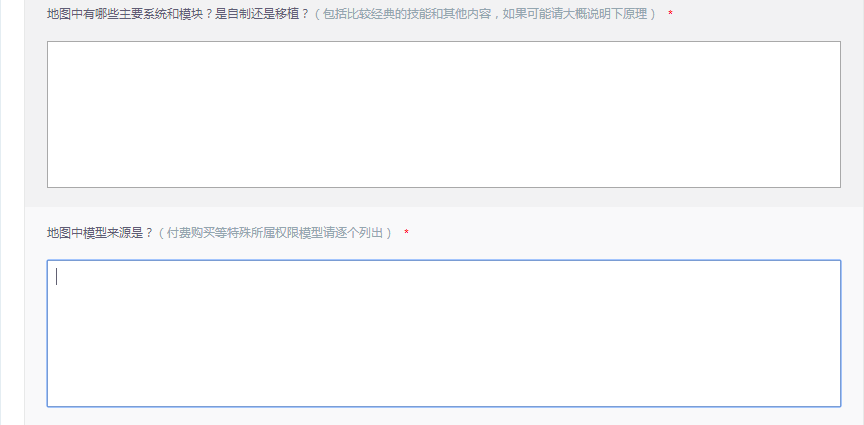 地图中有哪些主要系统和模块？是自制还是移植？（包括比较经典的技能和其他内容，如果可能请大概说明下原理） *
地图中模型来源是？（付费购买等特殊所属权限模型请逐个列出） *